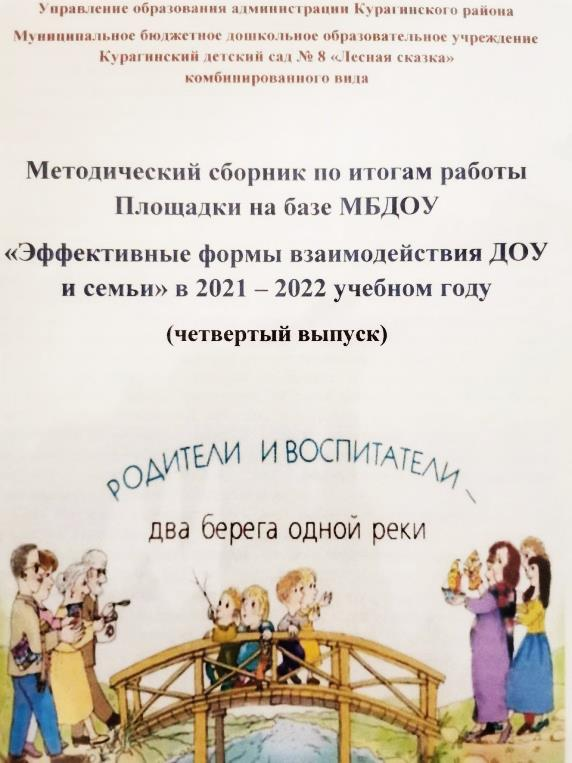 Управление образования администрации Курагинского района
Муниципальное бюджетное дошкольное образовательное учреждение
Курагинский детский сад № 8 «Лесная сказка»
комбинированного вида
Методический сборник по итогам работы
Площадки на базе МБДОУ
«Эффективные формы взаимодействия ДОУ
и семьи» в 2021 – 2022 учебном году
(четвертый выпуск)
РОДИТЕЛИ И ВОСПИТАТЕЛИ –
два берега одной реки